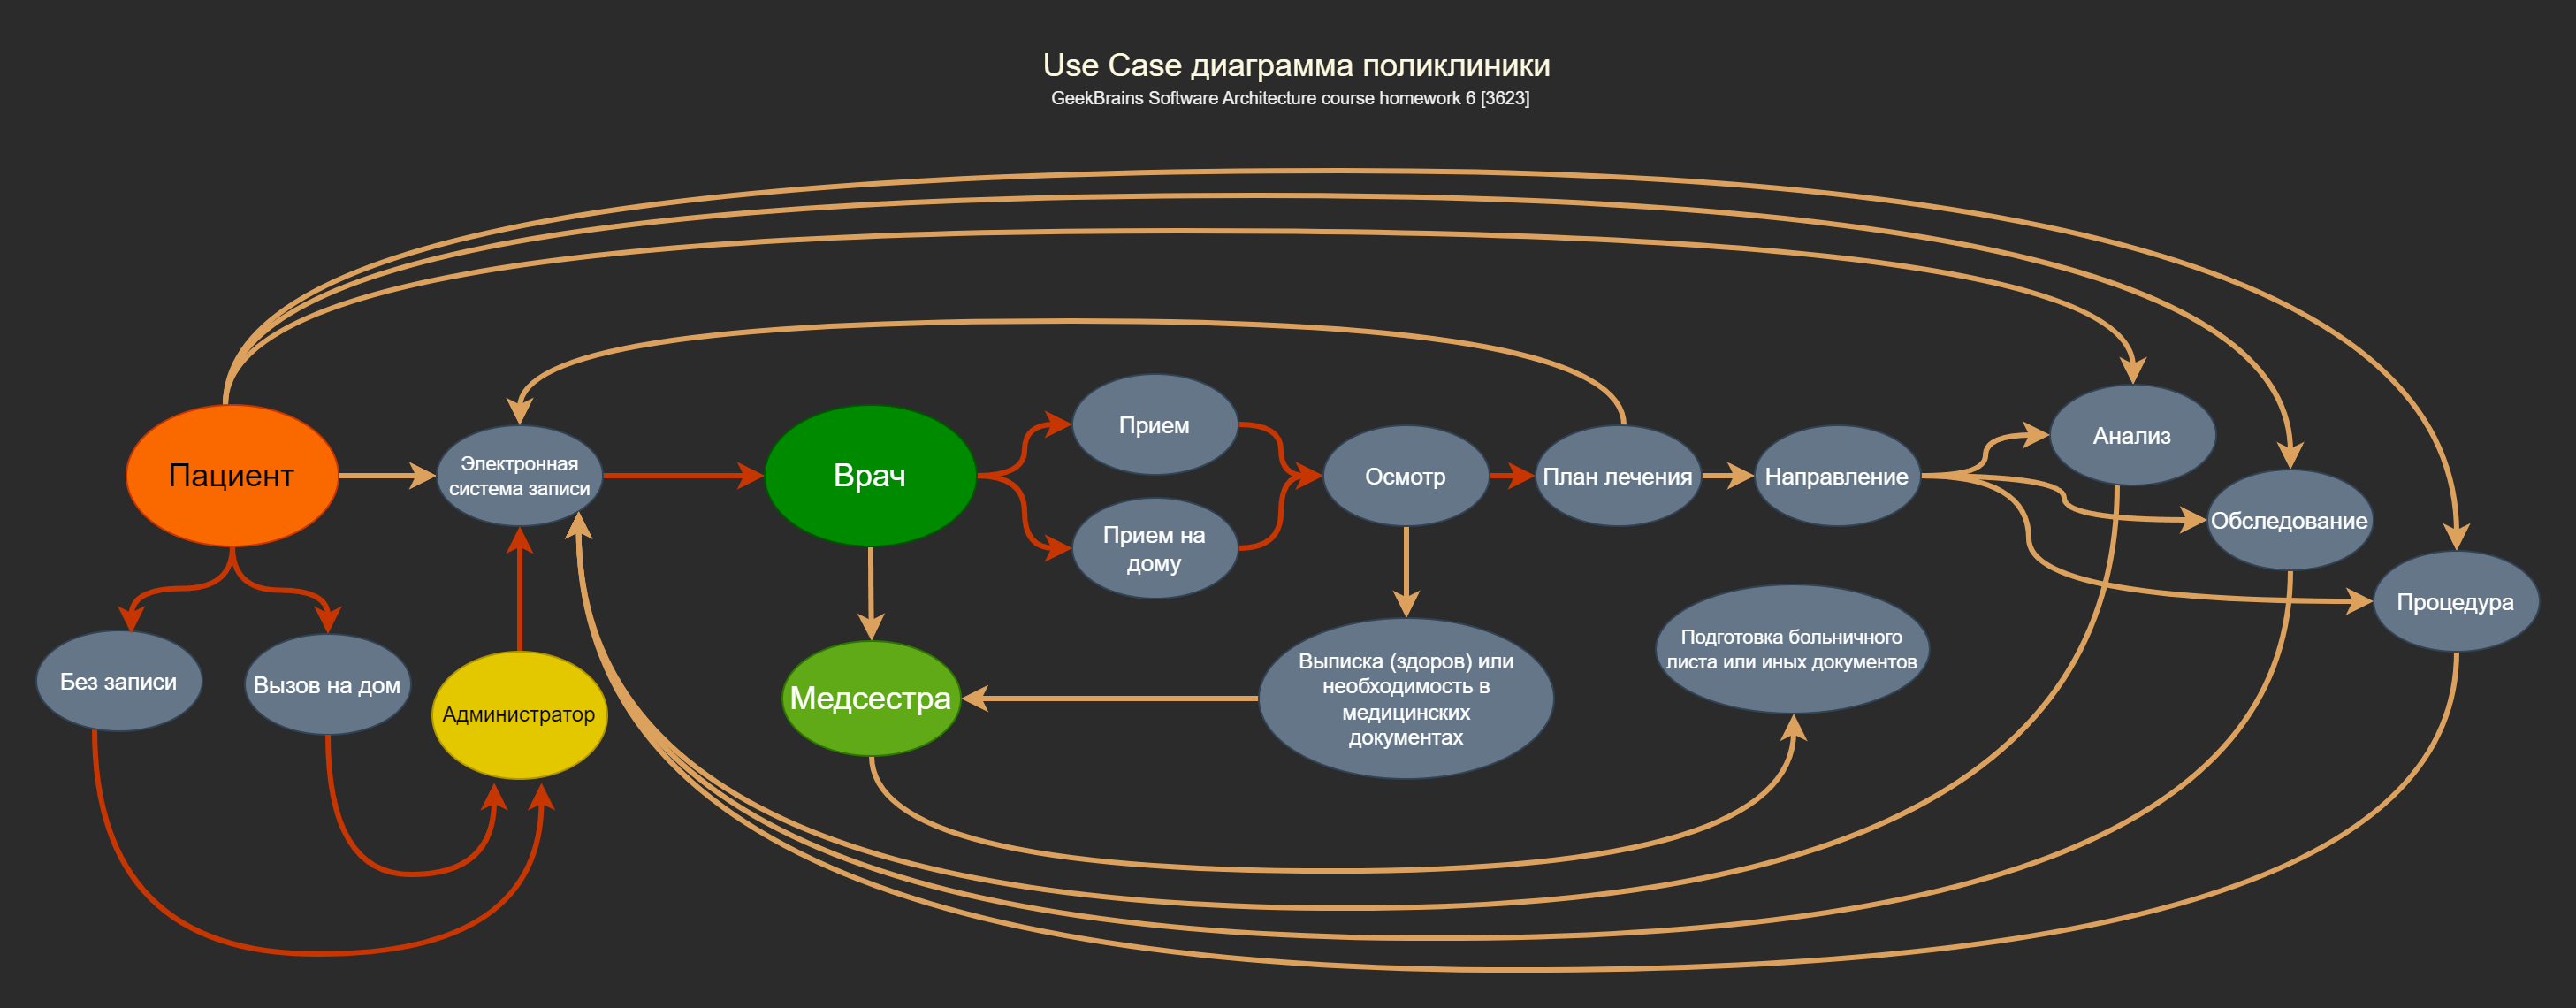 Use Case диаграмма поликлиники
GeekBrains Software Architecture course homework 6 [3623]
Пациент
Электронная
система записи
Врач
Прием
Прием на
дому
Осмотр
План лечения
Направление
Анализ
Обследование
Процедура
Без записи
Вызов на дом
Администратор
Медсестра
Выписка (здоров) или
необходимость в
медицинских
документах
Подготовка больничного
листа или иных документов